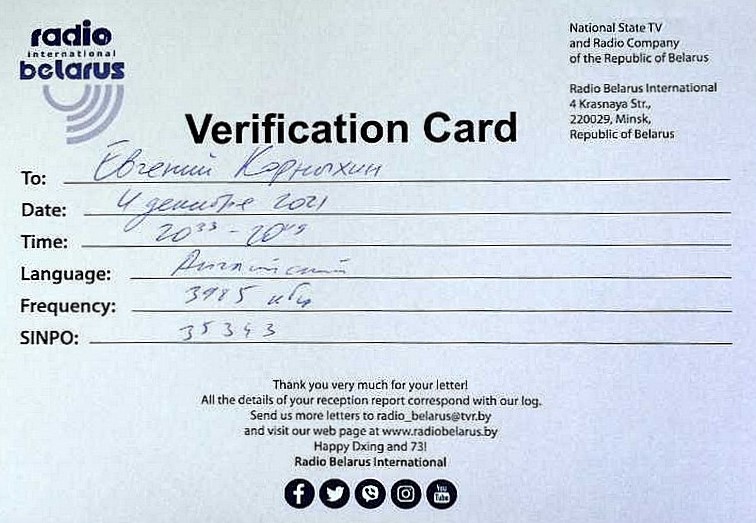 radio
international
belarus
National State TV
and Radio Company
of the Republic of Belarus
Radio Belarus International
4 Krasnaya Str.,
220029, Minsk,
Republic of Belarus
Verification Card
To: Евгений Корныхин
Date: 4 декабря 2021
Time: 20³³ - 20⁴⁵
Language: Английский
Frequency: 3985 кГц
SINPO: 35343
Thank you very much for your letter!
All the details of your reception report correspond with our log.
Send us more letters to radio_belarus@tvr.by
and visit our web page at www.radiobelarus.by
Happy Dxing and 73!
Radio Belarus International
You
Tube